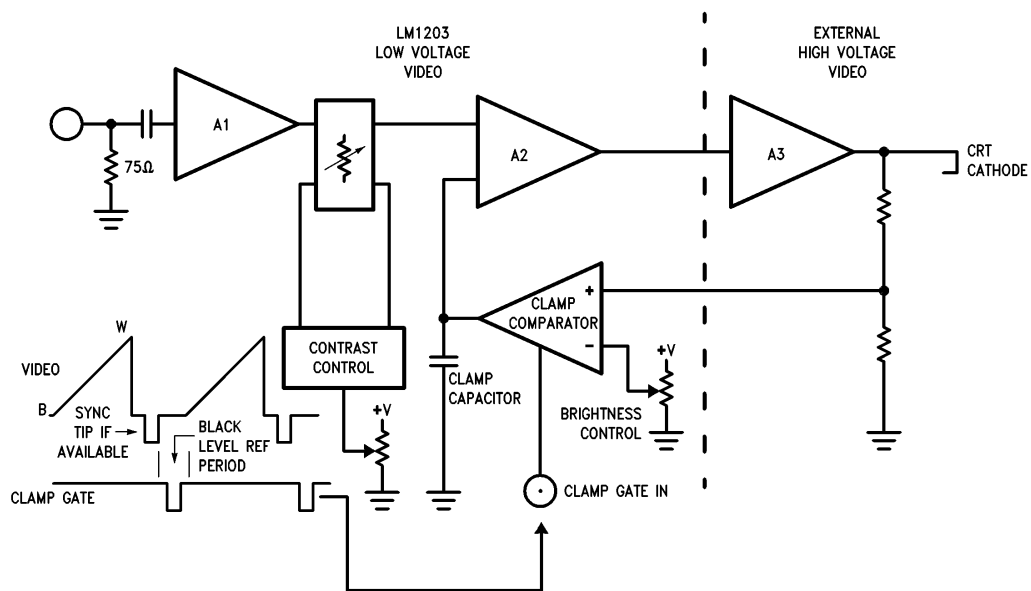 LM1203
LOW VOLTAGE
VIDEO
EXTERNAL
HIGH VOLTAGE
VIDEO
A1
A2
A3
75Ω
CRT
CATHODE
+
CLAMP
COMPARATOR
−
W
VIDEO
B
SYNC
TIP IF
AVAILABLE
BLACK
LEVEL REF
PERIOD
CLAMP GATE
CONTRAST
CONTROL
+V
CLAMP
CAPACITOR
+V
BRIGHTNESS
CONTROL
CLAMP GATE IN